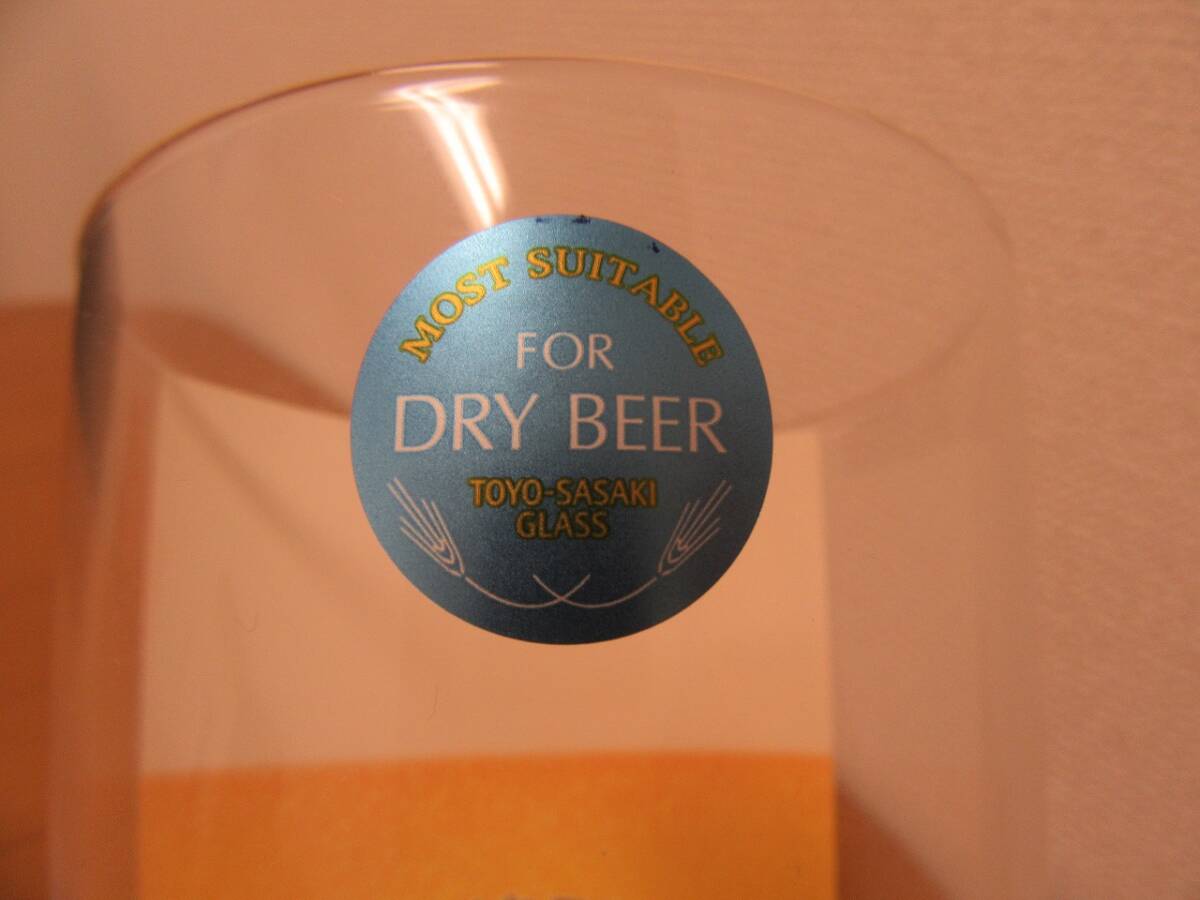 MOST SUITABLE
FOR
DRY BEER
TOYO-SASAKI
GLASS